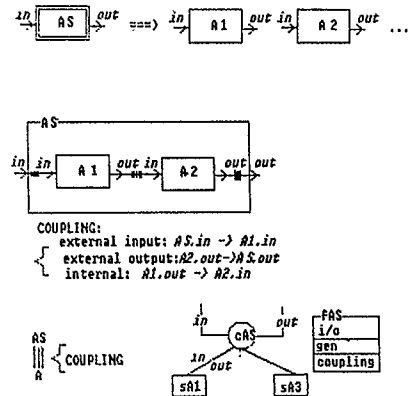 in AS out ===> in A1 out in A2 out ...
AS
in in A1 out in A2 out out
COUPLING:
external input: AS.in -> A1.in
external output:A2.out->AS.out
internal: A1.out -> A2.in
AS
A
COUPLING
in out
cAS
in out
sA1 sA3
FAS
i/o
gen
coupling